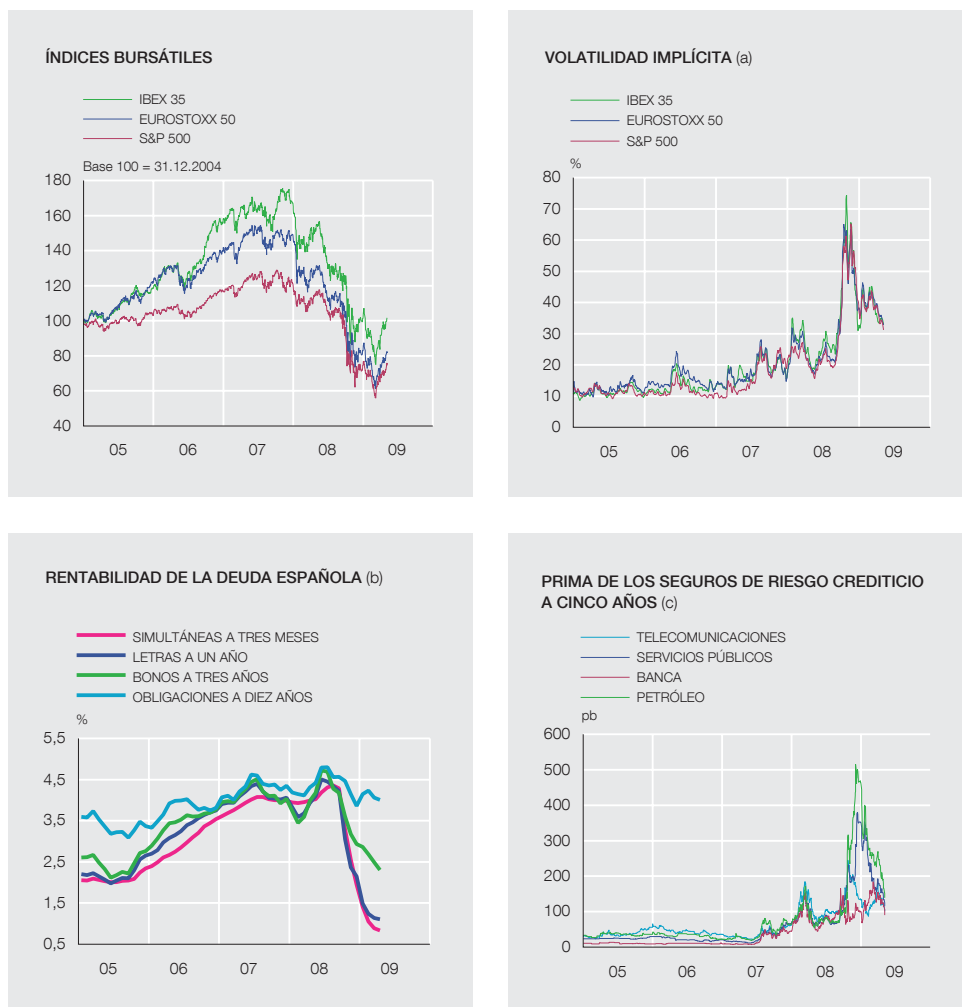 ÍNDICES BURSÁTILES
IBEX 35
EUROSTOXX 50
S&P 500
Base 100 = 31.12.2004
180
160
140
120
100
80
60
40
05 06 07 08 09
VOLATILIDAD IMPLÍCITA (a)
IBEX 35
EUROSTOXX 50
S&P 500
%
80
70
60
50
40
30
20
10
0
05 06 07 08 09
RENTABILIDAD DE LA DEUDA ESPAÑOLA (b)
SIMULTÁNEAS A TRES MESES
LETRAS A UN AÑO
BONOS A TRES AÑOS
OBLIGACIONES A DIEZ AÑOS
%
5,5
4,5
3,5
2,5
1,5
0,5
05 06 07 08 09
PRIMA DE LOS SEGUROS DE RIESGO CREDITICIO
A CINCO AÑOS (c)
TELECOMUNICACIONES
SERVICIOS PÚBLICOS
BANCA
PETRÓLEO
pb
600
500
400
300
200
100
0
05 06 07 08 09